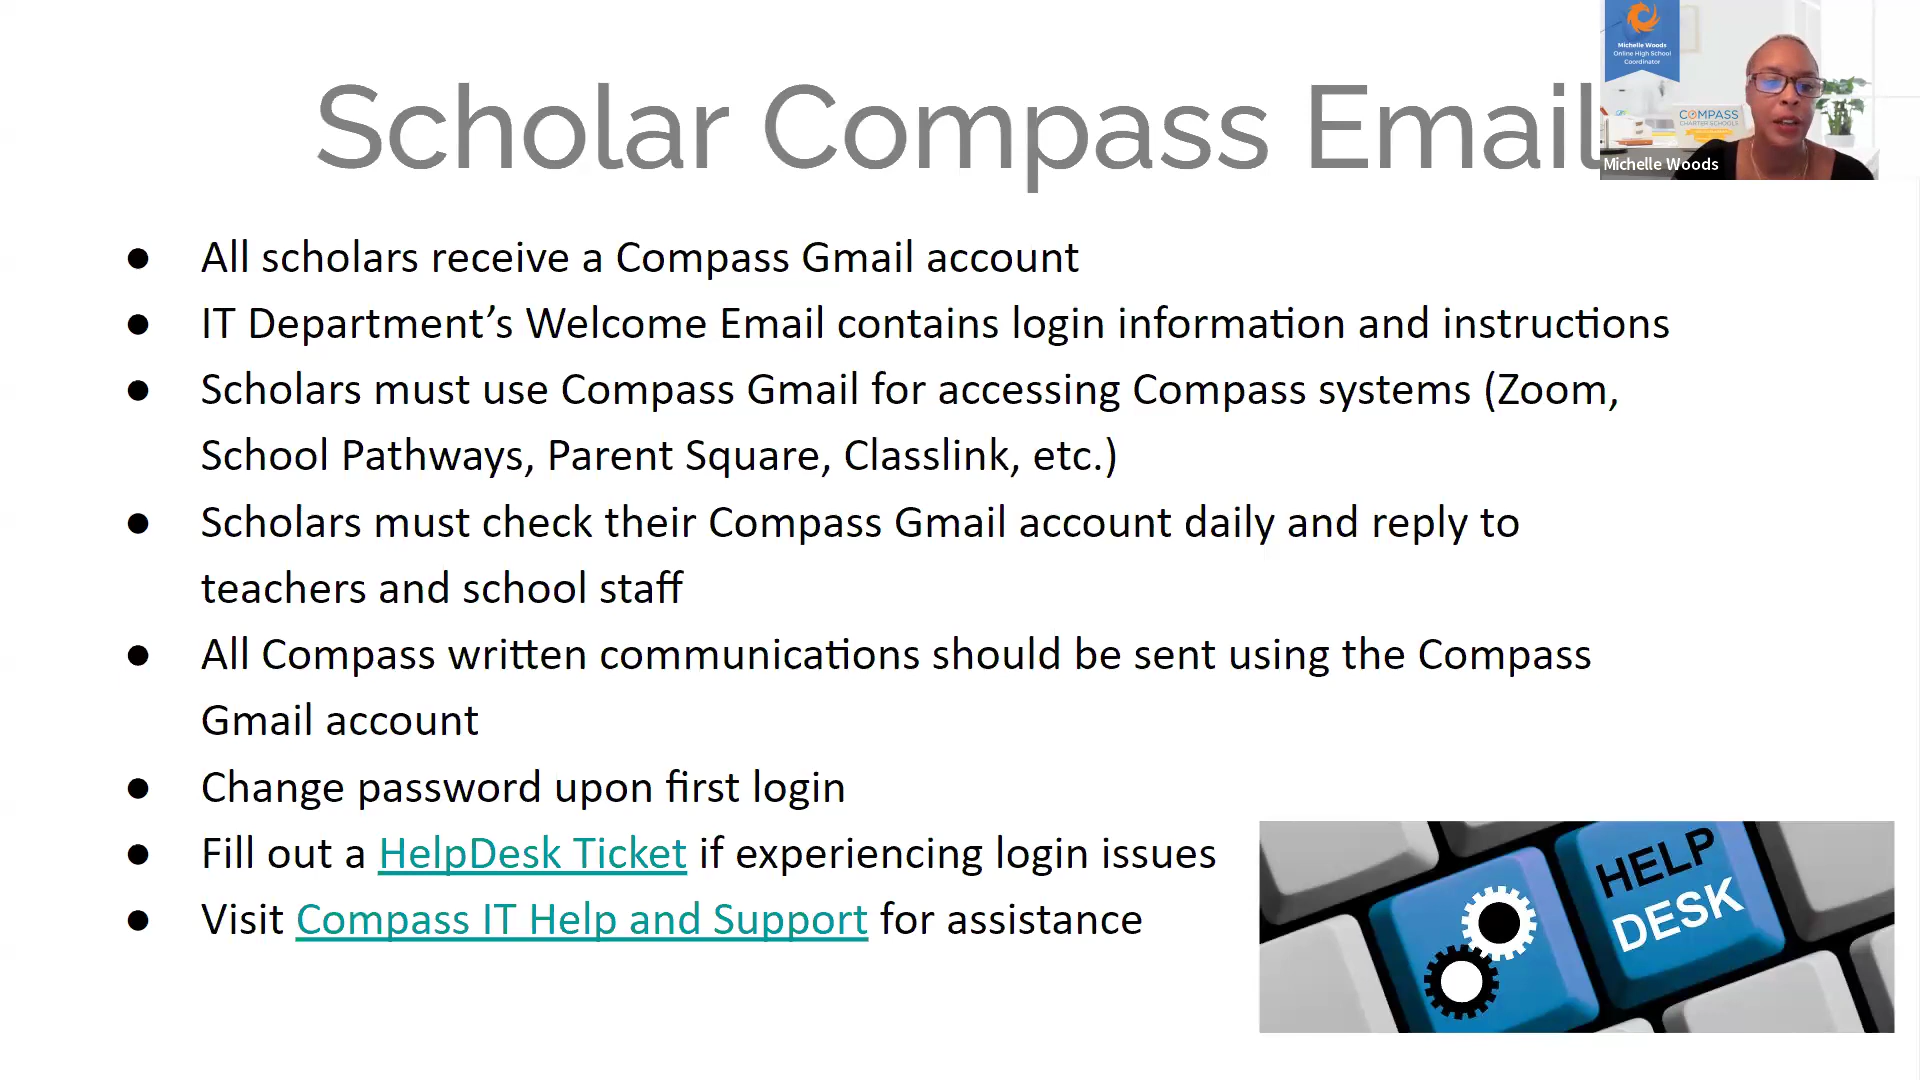 Scholar Compass Email
Michelle Woods
Online High School
Coordinator
COMPASS
CHARTER SCHOOLS
Michelle Woods
● All scholars receive a Compass Gmail account
● IT Department’s Welcome Email contains login information and instructions
● Scholars must use Compass Gmail for accessing Compass systems (Zoom,
School Pathways, Parent Square, Classlink, etc.)
● Scholars must check their Compass Gmail account daily and reply to
teachers and school staff
● All Compass written communications should be sent using the Compass
Gmail account
● Change password upon first login
● Fill out a HelpDesk Ticket if experiencing login issues
● Visit Compass IT Help and Support for assistance
HELP
DESK